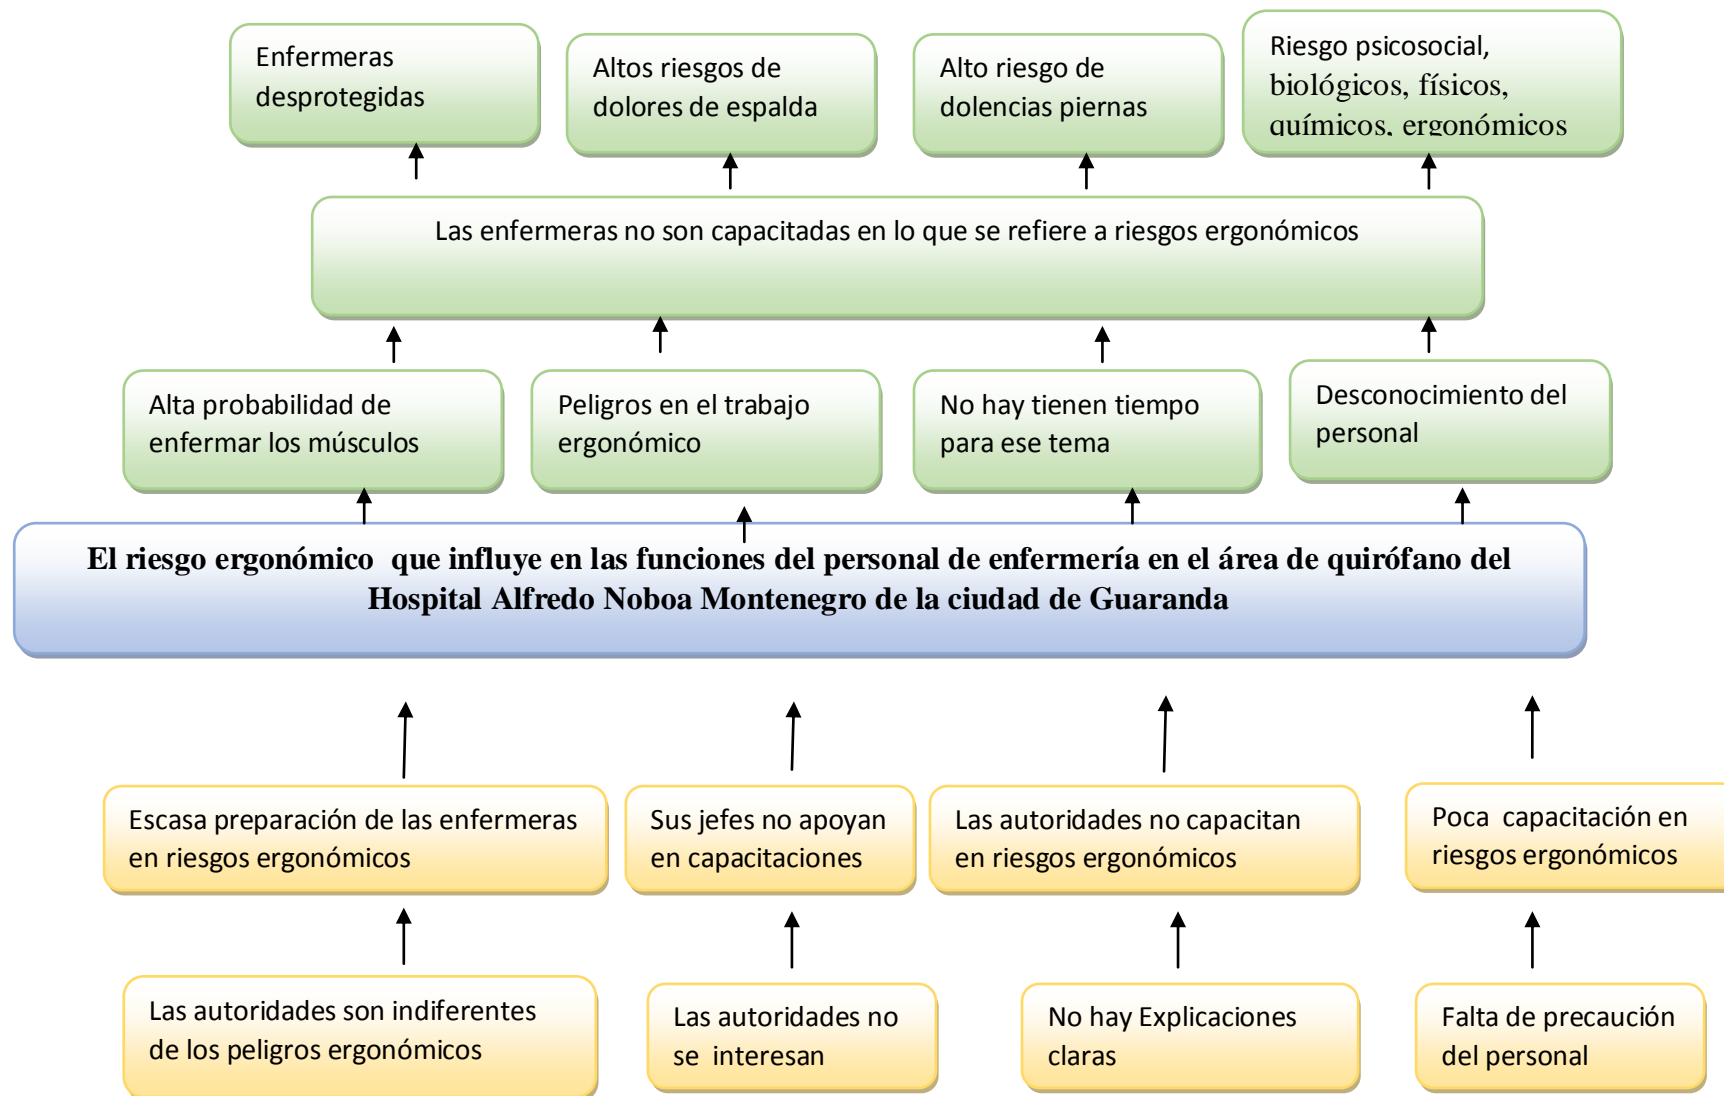 Enfermeras
desprotegidas
Altos riesgos de
dolores de espalda
Alto riesgo de
dolencias piernas
Riesgo psicosocial,
biológicos, físicos,
químicos, ergonómicos
Las enfermeras no son capacitadas en lo que se refiere a riesgos ergonómicos
Alta probabilidad de
enfermar los músculos
Peligros en el trabajo
ergonómico
No hay tienen tiempo
para ese tema
Desconocimiento del
personal
El riesgo ergonómico que influye en las funciones del personal de enfermería en el área de quirófano del
Hospital Alfredo Noboa Montenegro de la ciudad de Guaranda
Escasa preparación de las enfermeras
en riesgos ergonómicos
Sus jefes no apoyan
en capacitaciones
Las autoridades no capacitan
en riesgos ergonómicos
Poca capacitación en
riesgos ergonómicos
Las autoridades son indiferentes
de los peligros ergonómicos
Las autoridades no
se interesan
No hay Explicaciones
claras
Falta de precaución
del personal